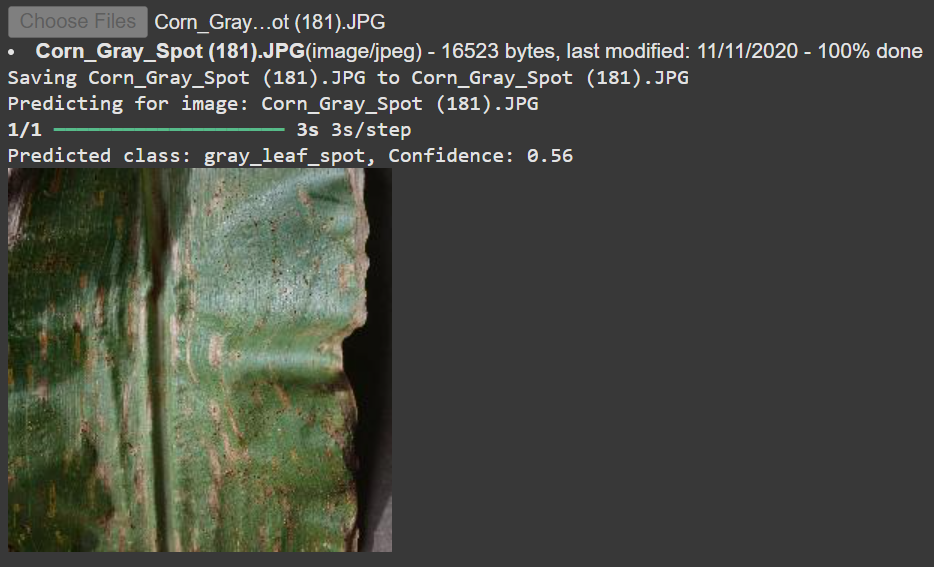 Choose Files Corn_Gray…ot (181).JPG
• Corn_Gray_Spot (181).JPG(image/jpeg) - 16523 bytes, last modified: 11/11/2020 - 100% done
Saving Corn_Gray_Spot (181).JPG to Corn_Gray_Spot (181).JPG
Predicting for image: Corn_Gray_Spot (181).JPG
1/1 ━━━━━━━━━━━━━━━━━━━━ 3s 3s/step
Predicted class: gray_leaf_spot, Confidence: 0.56